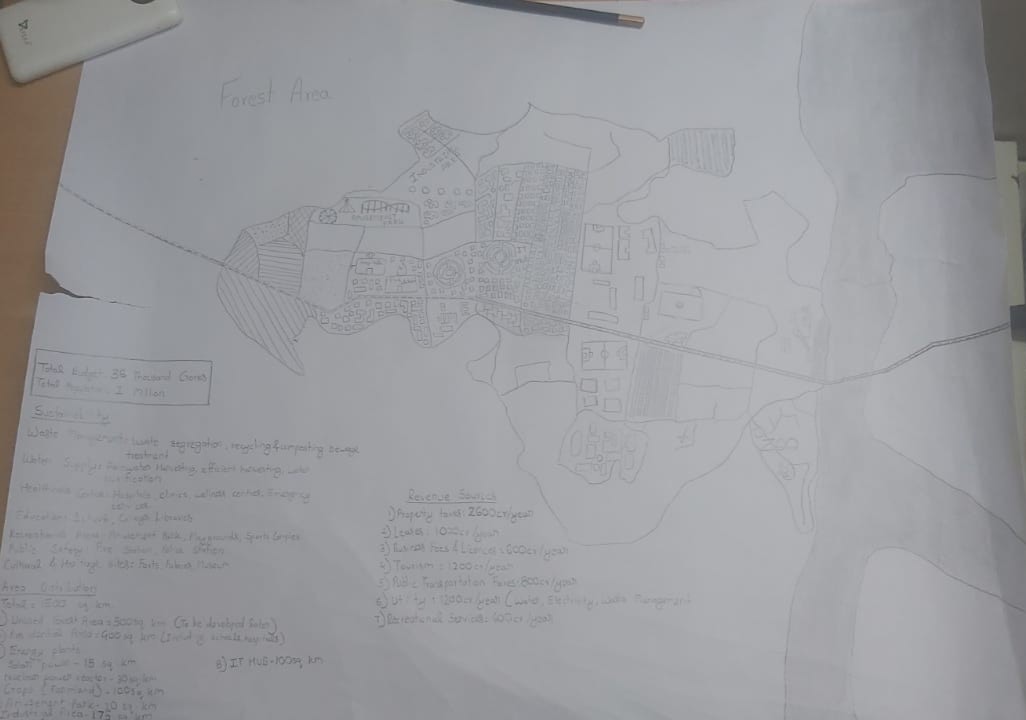 Forest Area
INDUSTRIAL
AMUSEMENT
PARK
Total Budget: 36 Thousand Crores
Total Population: 1 Million
Sustainability
Waste Management: Waste segregation, recycling & composting sewage
treatment
Water Supply: Rainwater Harvesting, efficient harvesting, water
Healthcare Centres: Hospitals, clinics, wellness centres, Emergency
Education: Schools, Colleges, Libraries
Recreational Areas: Amusement Park, Playgrounds, Sports Complex
Public Safety: Fire Station, Police Station
Cultural & Heritage Sites: Forts, Palaces, Museum
Area Distribution
Total = 1500 sq. km
1) Unused Forest Area = 500 sq. km (To be developed later)
2) Residential Area = 400 sq. km (Including schools, hospitals)
3) Energy plants
Solar power - 15 sq. km
Nuclear power reactor - 30 sq. km
Crops (Farmland) - 100 sq. km
Amusement Park - 10 sq. km
Industrial Area - 175 sq. km
8) IT HUB - 100 sq. km
Revenue Sources
1) Property taxes: 2600 cr/year
2) Leases: 1000 cr/year
3) Business Fees & Licences = 600 cr/year
4) Tourism = 1200 cr/year
5) Public Transportation Fares: 800 cr/year
6) Utility = 1200 cr/year (Water, Electricity, Waste Management
7) Recreational Services = 600 cr/year